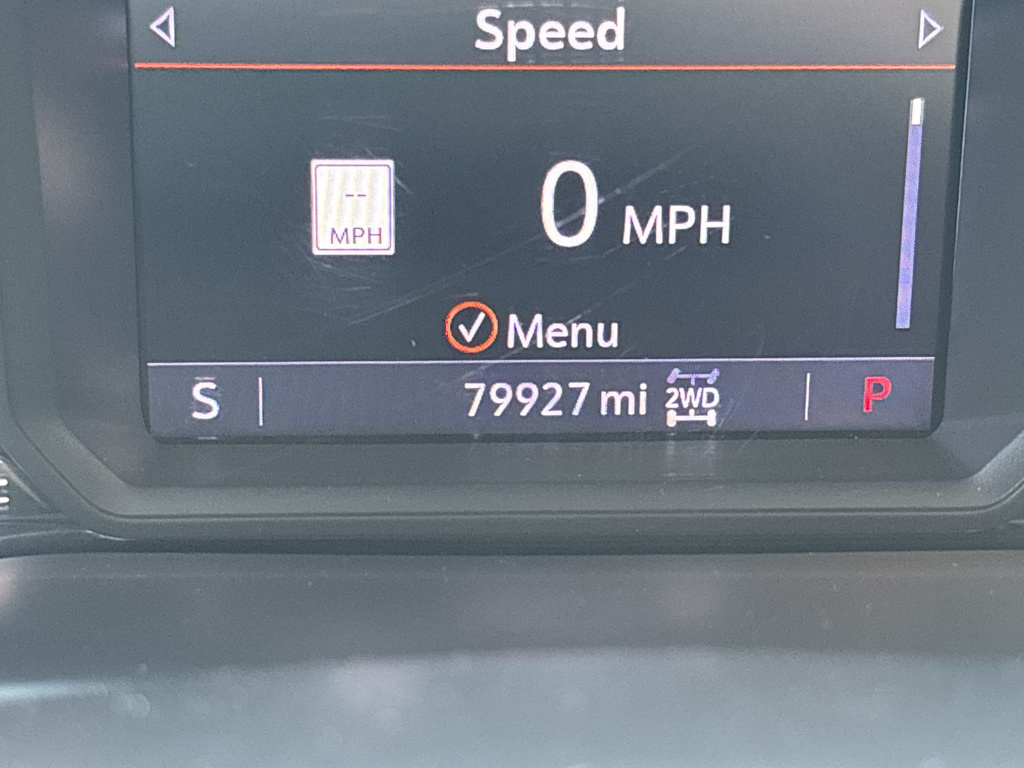 Speed
--
MPH
0 MPH
Menu
S
79927 mi
2WD
P